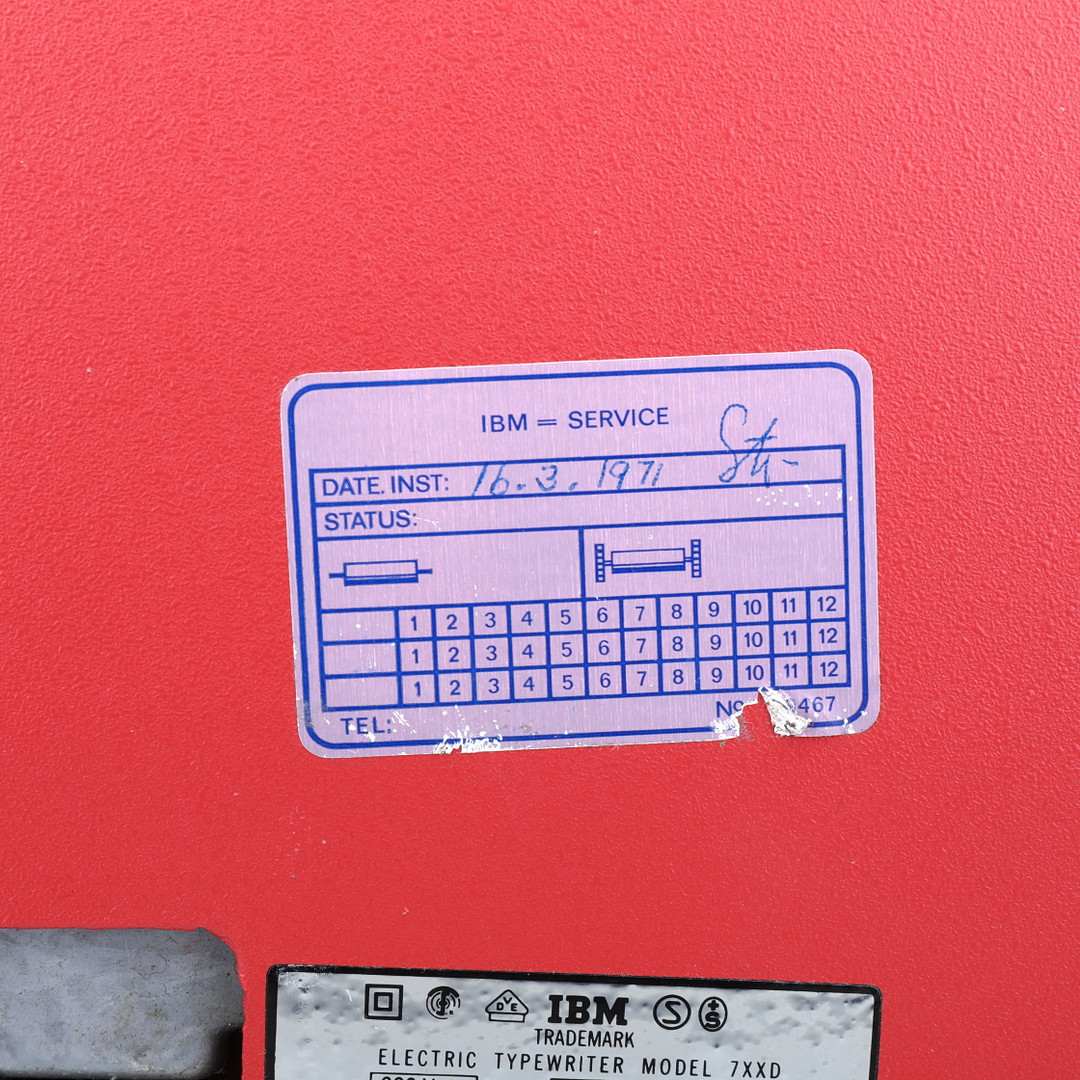 IBM = SERVICE
DATE. INST: 16.3.1971
STATUS:
1 2 3 4 5 6 7 8 9 10 11 12
1 2 3 4 5 6 7 8 9 10 11 12
1 2 3 4 5 6 7 8 9 10 11 12
No 467
TEL:
DVE IBM S S
TRADEMARK
ELECTRIC TYPEWRITER MODEL 7XXD